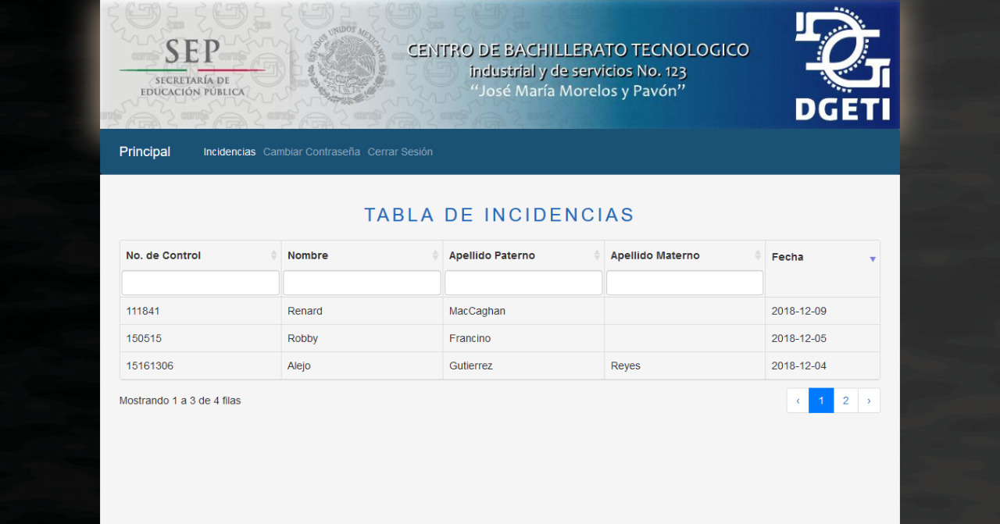 SEP
SECRETARÍA DE
EDUCACIÓN PÚBLICA
ESTADOS UNIDOS MEXICANOS
CENTRO DE BACHILLERATO TECNOLOGICO
industrial y de servicios No. 123
“José María Morelos y Pavón”
DGETI
Principal Incidencias Cambiar Contraseña Cerrar Sesión
TABLA DE INCIDENCIAS
No. de Control Nombre Apellido Paterno Apellido Materno Fecha
111841 Renard MacCaghan 2018-12-09
150515 Robby Francino 2018-12-05
15161306 Alejo Gutierrez Reyes 2018-12-04
Mostrando 1 a 3 de 4 filas ‹ 1 2 ›